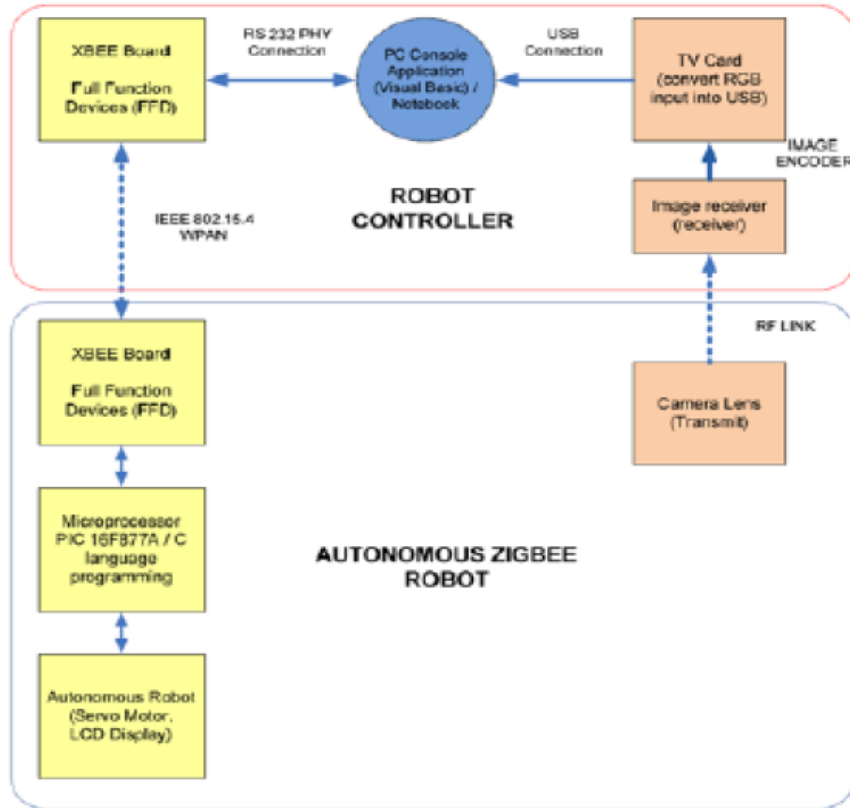 XBEE Board
Full Function
Devices (FFD)
RS 232 PHY
Connection
PC Console
Application
(Visual Basic) /
Notebook
USB
Connection
TV Card
(convert RGB
input into USB)
IMAGE
ENCODER
Image receiver
(receiver)
ROBOT
CONTROLLER
IEEE 802.15.4
WPAN
RF LINK
XBEE Board
Full Function
Devices (FFD)
Camera Lens
(Transmit)
Microprocessor
PIC 16F877A / C
language
programming
AUTONOMOUS ZIGBEE
ROBOT
Autonomous Robot
(Servo Motor,
LCD Display)